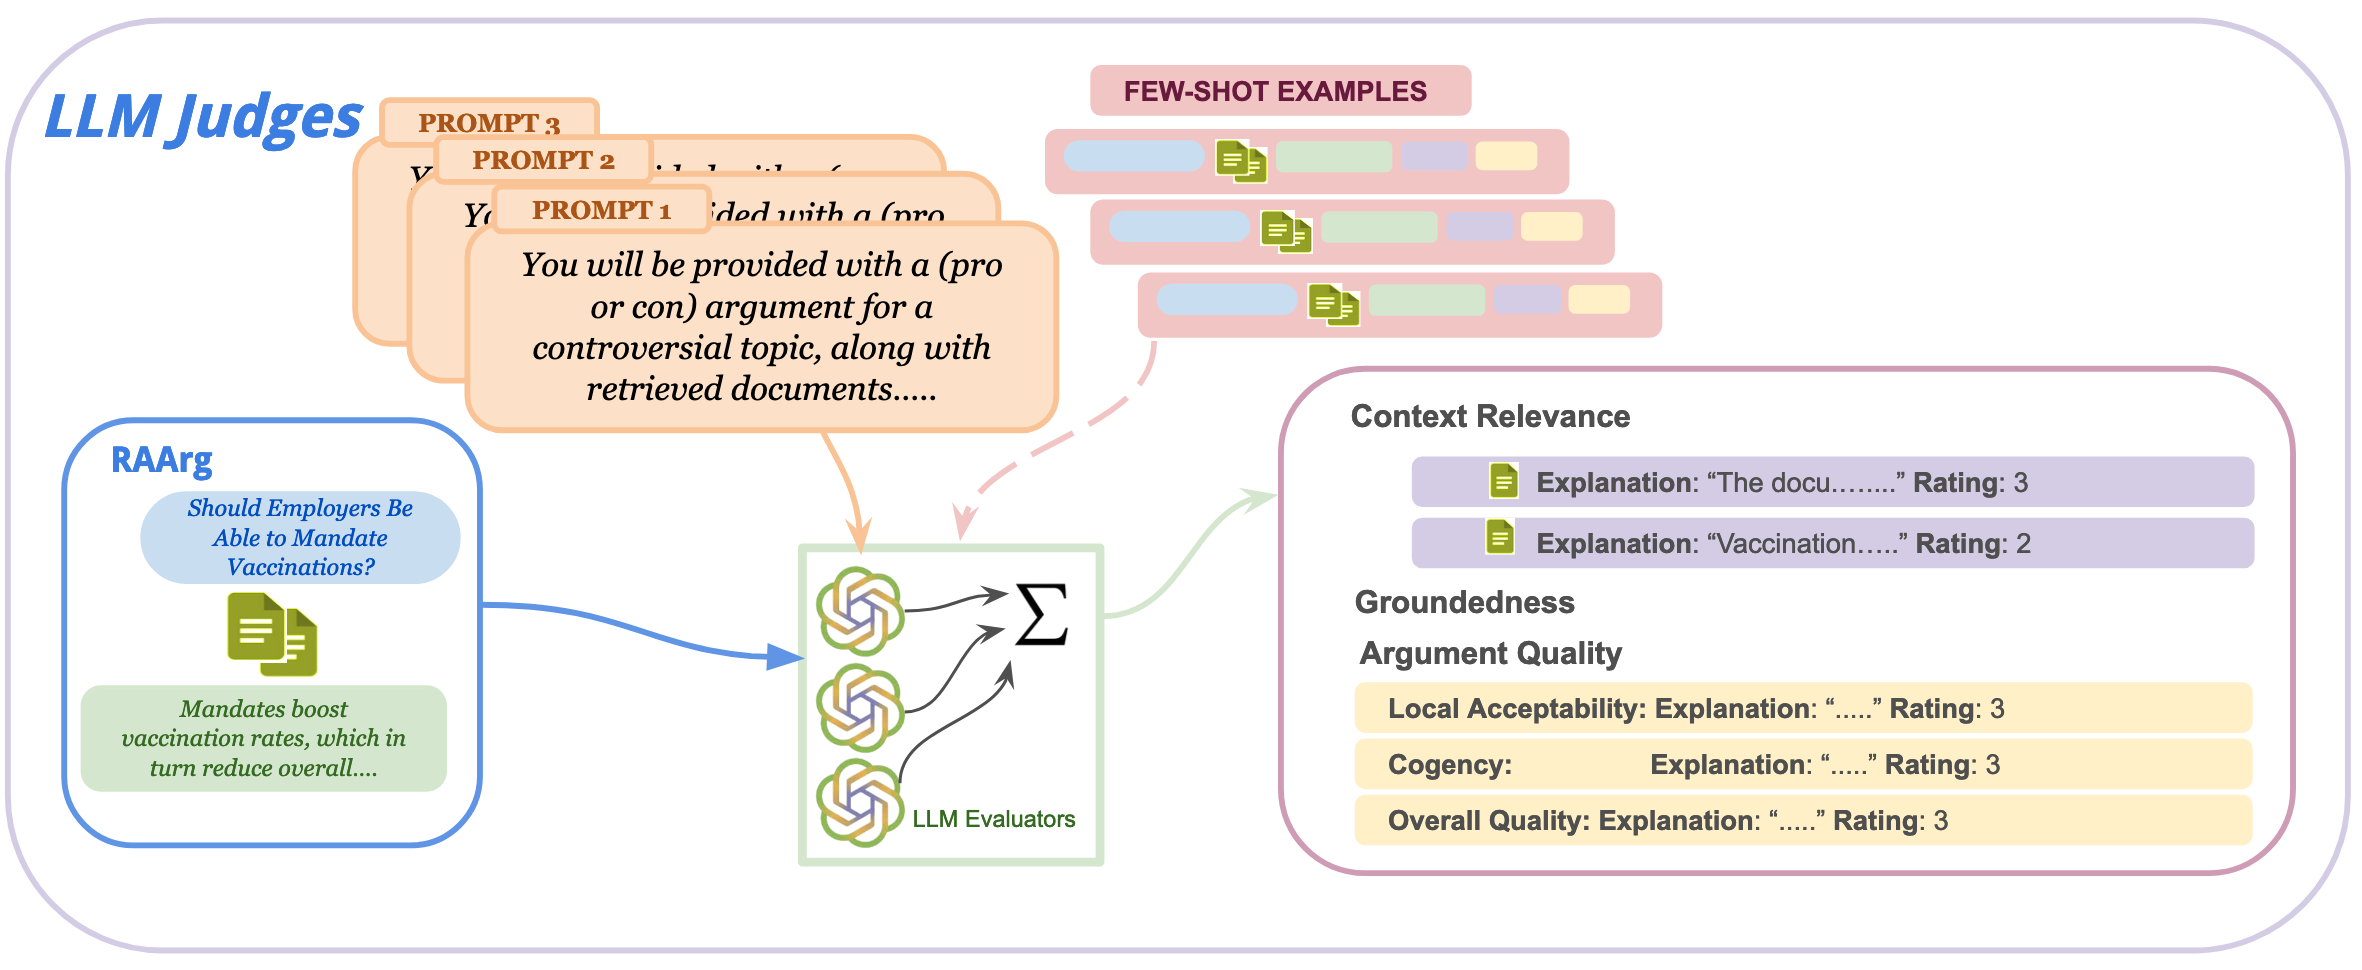 LLM Judges
PROMPT 3
PROMPT 2
PROMPT 1
You will be provided with a (pro
or con) argument for a
controversial topic, along with
retrieved documents.....
FEW-SHOT EXAMPLES
RAArg
Should Employers Be
Able to Mandate
Vaccinations?
Mandates boost
vaccination rates, which in
turn reduce overall....
Σ
LLM Evaluators
Context Relevance
Explanation: “The docu........” Rating: 3
Explanation: “Vaccination…..” Rating: 2
Groundedness
Argument Quality
Local Acceptability: Explanation: “.....” Rating: 3
Cogency: Explanation: “.....” Rating: 3
Overall Quality: Explanation: “.....” Rating: 3